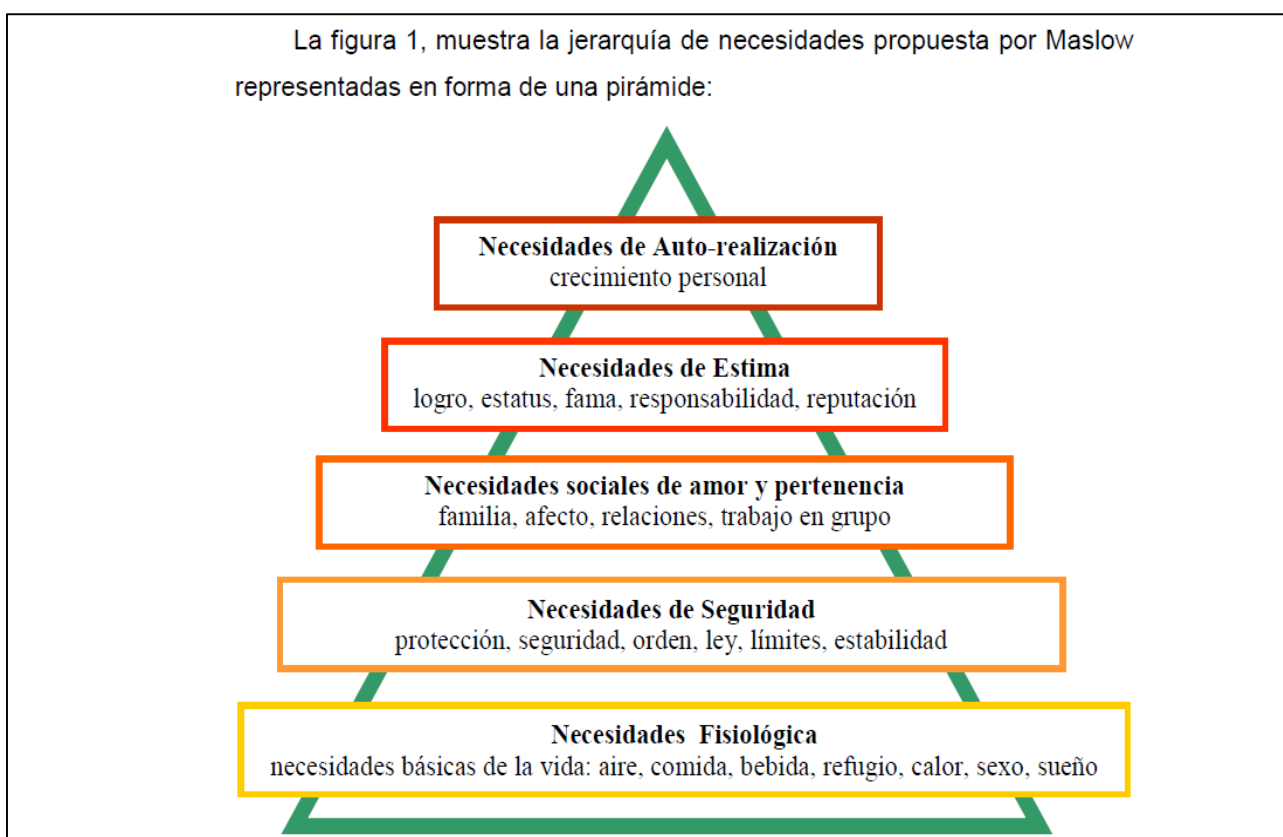 La figura 1, muestra la jerarquía de necesidades propuesta por Maslow
representadas en forma de una pirámide:
Necesidades de Auto-realización
crecimiento personal
Necesidades de Estima
logro, estatus, fama, responsabilidad, reputación
Necesidades sociales de amor y pertenencia
familia, afecto, relaciones, trabajo en grupo
Necesidades de Seguridad
protección, seguridad, orden, ley, límites, estabilidad
Necesidades Fisiológica
necesidades básicas de la vida: aire, comida, bebida, refugio, calor, sexo, sueño